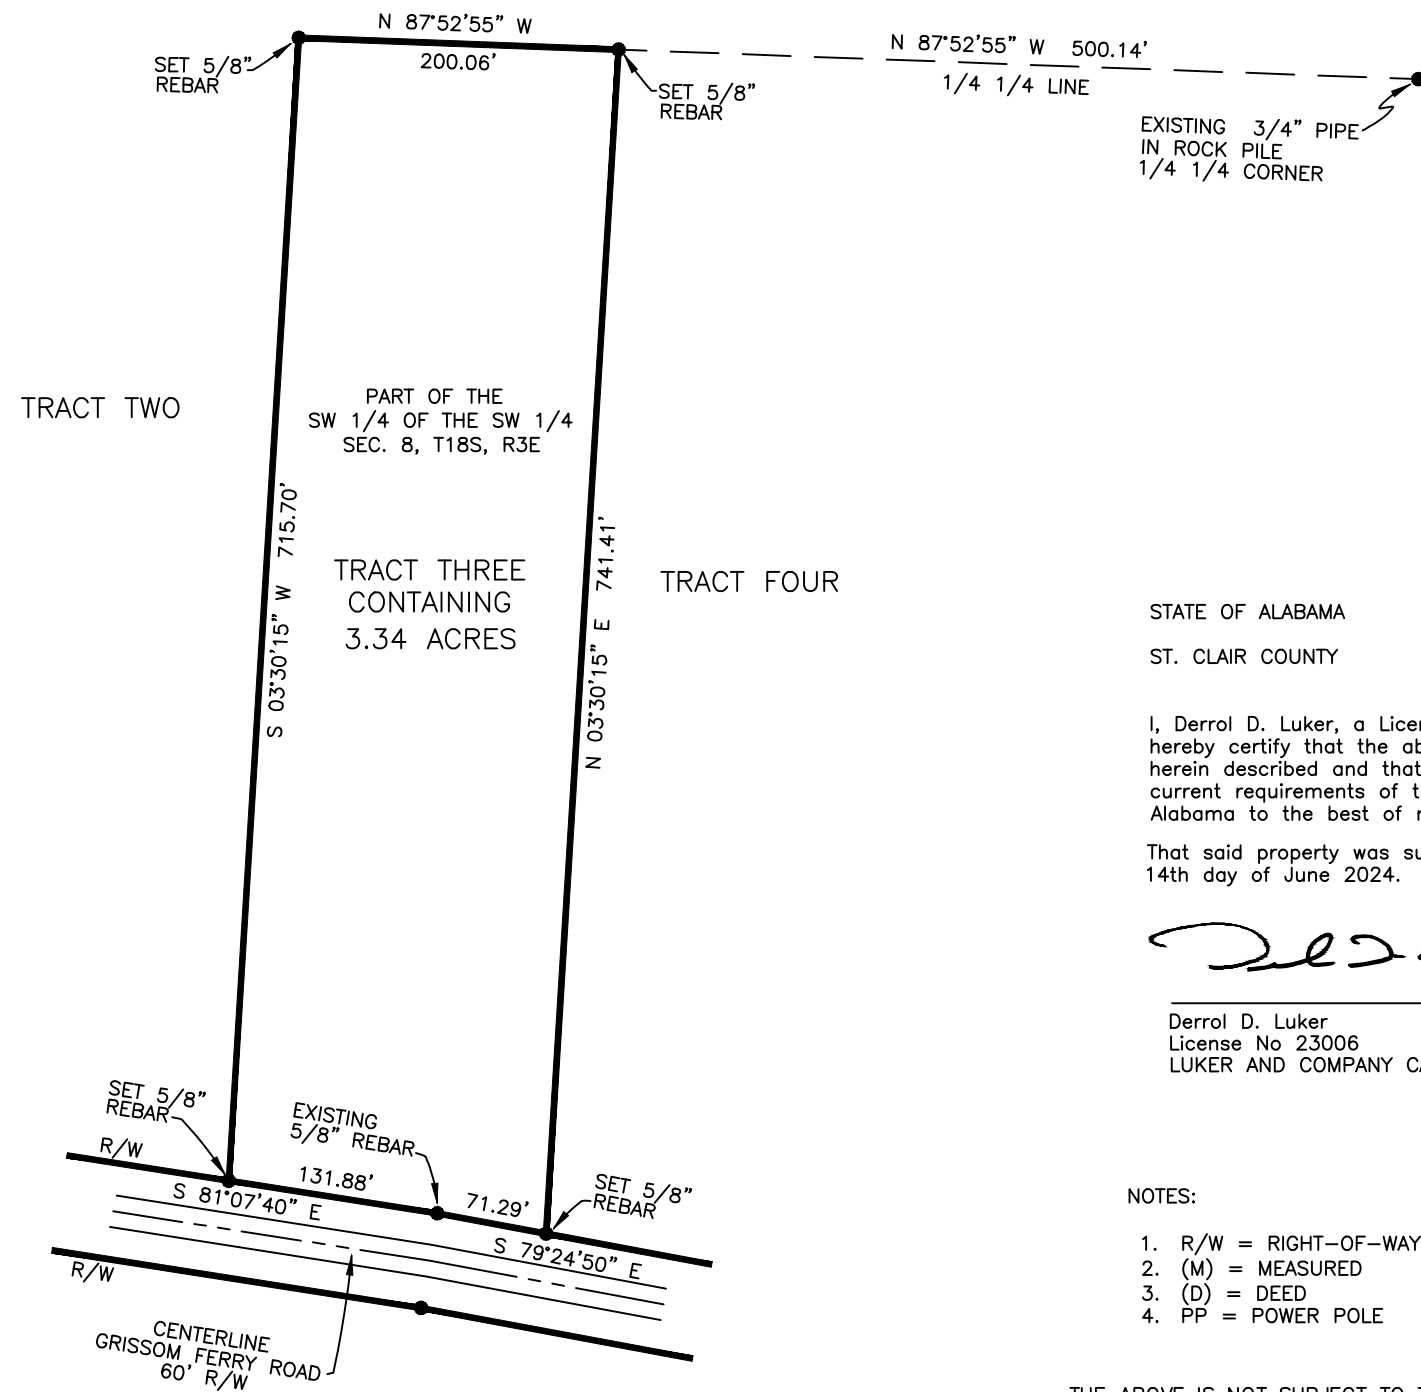 N 87°52'55" W
200.06'
SET 5/8"
REBAR
SET 5/8"
REBAR
N 87°52'55" W 500.14'
1/4 1/4 LINE
EXISTING 3/4" PIPE
IN ROCK PILE
1/4 1/4 CORNER
TRACT TWO
PART OF THE
SW 1/4 OF THE SW 1/4
SEC. 8, T18S, R3E
S 03°30'15" W 715.70'
N 03°30'15" E 741.41'
TRACT THREE
CONTAINING
3.34 ACRES
TRACT FOUR
STATE OF ALABAMA
ST. CLAIR COUNTY
I, Derrol D. Luker, a
hereby certify that the
herein described and that
current requirements of
Alabama to the best of
That said property was
14th day of June 2024.
Derrol D. Luker
License No 23006
LUKER AND COMPANY
SET 5/8"
REBAR
EXISTING
5/8" REBAR
R/W
131.88'
S 81°07'40" E
71.29'
SET 5/8"
REBAR
S 79°24'50" E
R/W
CENTERLINE
GRISSOM FERRY ROAD
60' R/W
NOTES:
1. R/W = RIGHT-OF-WAY
2. (M) = MEASURED
3. (D) = DEED
4. PP = POWER POLE
THE ABOVE IS NOT SUBJECT TO